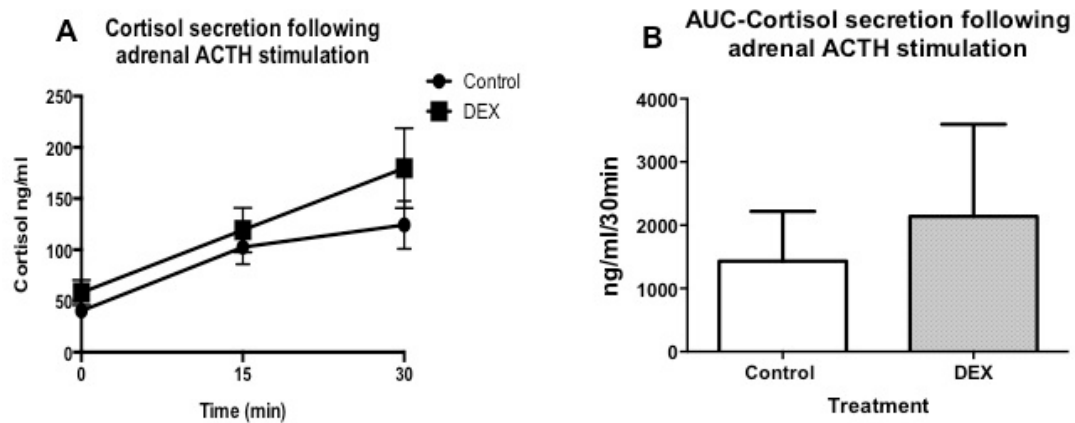 A
Cortisol secretion following
adrenal ACTH stimulation
Control
DEX
Cortisol ng/ml
250
200
150
100
50
0
0
15
30
Time (min)
B
AUC-Cortisol secretion following
adrenal ACTH stimulation
ng/ml/30min
4000
3000
2000
1000
0
Control
DEX
Treatment